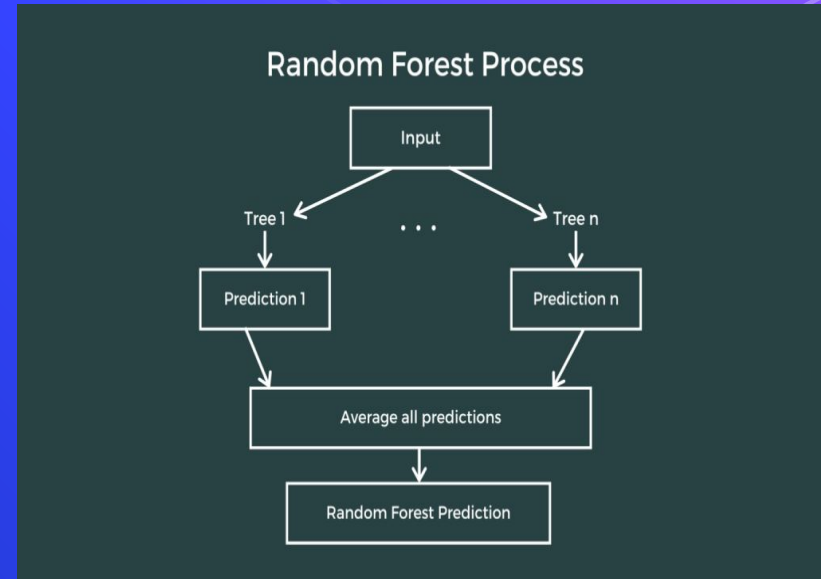 Random Forest Process
Input
Tree 1
. . .
Tree n
Prediction 1
Prediction n
Average all predictions
Random Forest Prediction